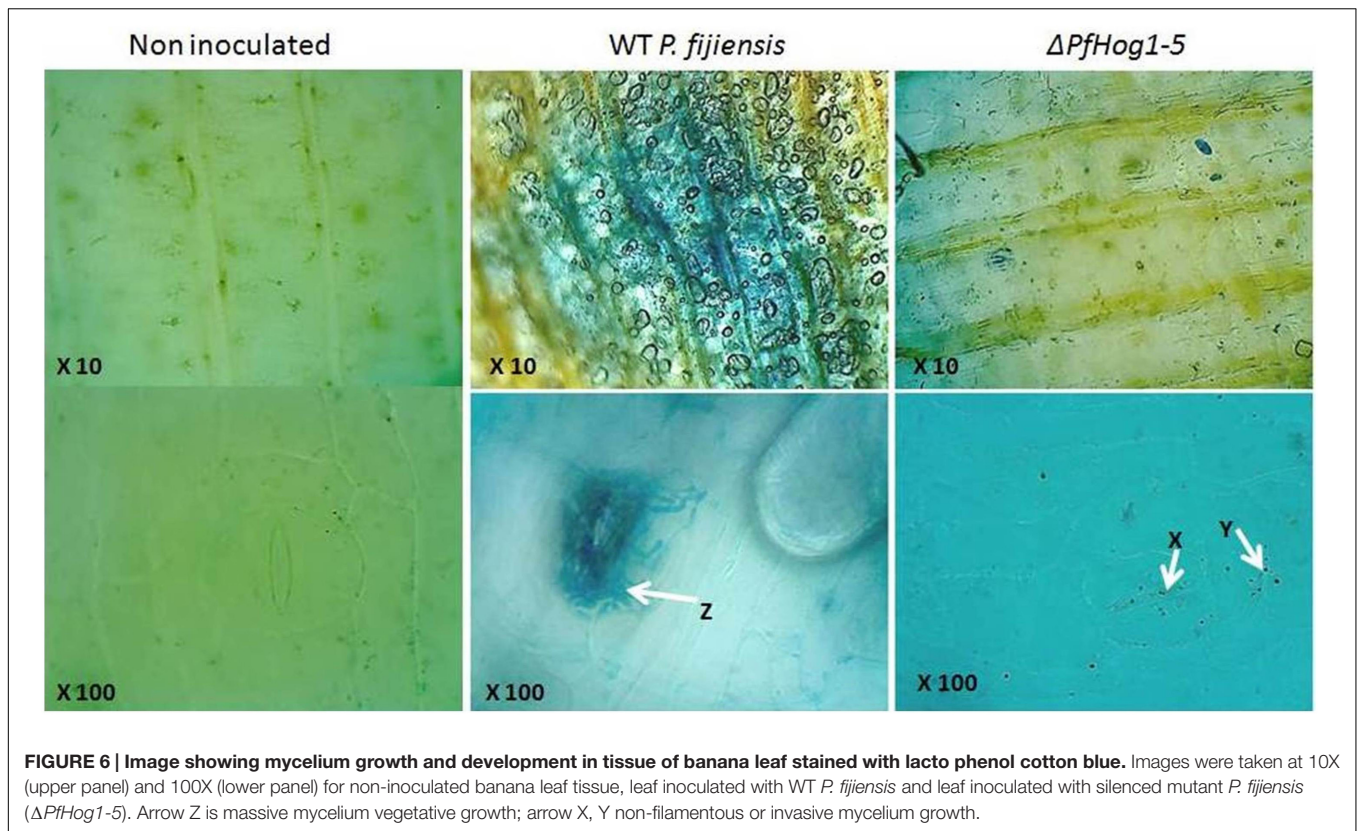 Non inoculated
WT P. fijiensis
ΔPfHog1-5
X 10
X 10
X 10
X 100
Z
X 100
X
Y
X 100
FIGURE 6 | Image showing mycelium growth and development in tissue of banana leaf stained with lacto phenol cotton blue. Images were taken at 10X
(upper panel) and 100X (lower panel) for non-inoculated banana leaf tissue, leaf inoculated with WT P. fijiensis and leaf inoculated with silenced mutant P. fijiensis
(ΔPfHog1-5). Arrow Z is massive mycelium vegetative growth; arrow X, Y non-filamentous or invasive mycelium growth.